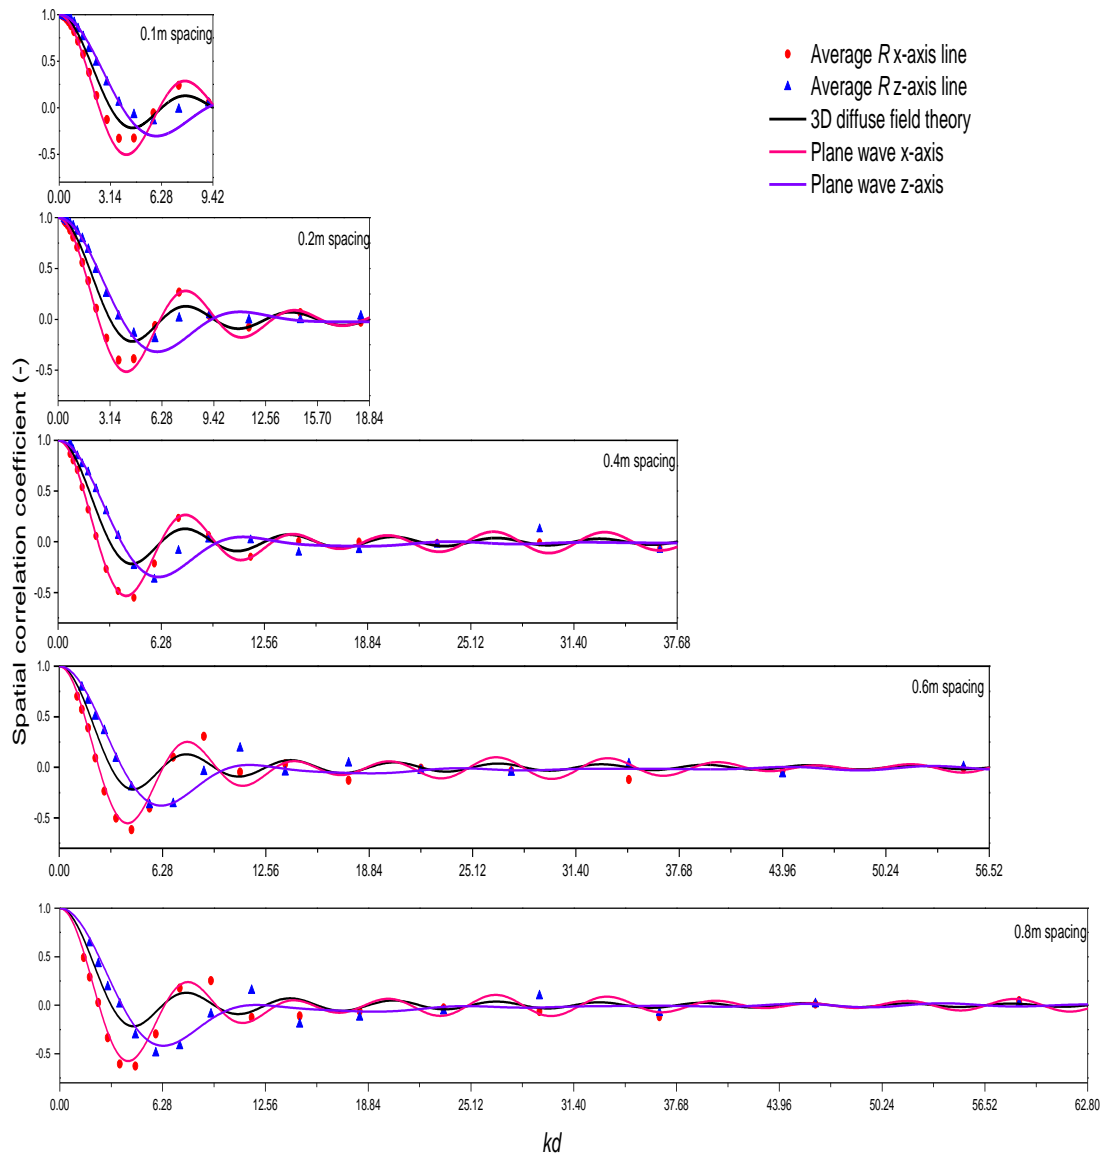 1.0
0.5
0.0
-0.5
0.1m spacing
0.00 3.14 6.28 9.42
Average R x-axis line
Average R z-axis line
3D diffuse field theory
Plane wave x-axis
Plane wave z-axis
1.0
0.5
0.0
-0.5
0.2m spacing
0.00 3.14 6.28 9.42 12.56 15.70 18.84
Spatial correlation coefficient (-)
1.0
0.5
0.0
-0.5
0.4m spacing
0.00 6.28 12.56 18.84 25.12 31.40 37.68
1.0
0.5
0.0
-0.5
0.6m spacing
0.00 6.28 12.56 18.84 25.12 31.40 37.68 43.96 50.24 56.52
1.0
0.5
0.0
-0.5
0.8m spacing
0.00 6.28 12.56 18.84 25.12 31.40 37.68 43.96 50.24 56.52 62.80
kd